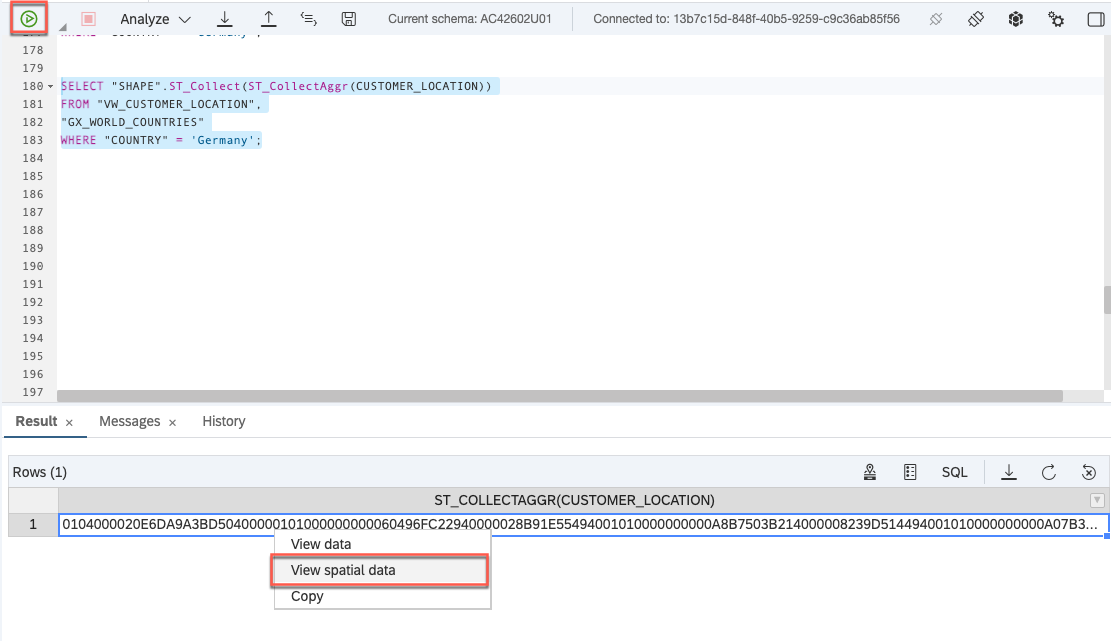 Analyze
Current schema: AC42602U01
Connected to: 13b7c15d-848f-40b5-9259-c9c36ab85f56
178
179
180 SELECT "SHAPE".ST_Collect(ST_CollectAggr(CUSTOMER_LOCATION))
181 FROM "VW_CUSTOMER_LOCATION",
182 "GX_WORLD_COUNTRIES"
183 WHERE "COUNTRY" = 'Germany';
184
185
186
187
188
189
190
191
192
193
194
195
196
197
Result × Messages × History
Rows (1)
SQL
ST_COLLECTAGGR(CUSTOMER_LOCATION)
1 0104000020E6DA9A3BD50400000101000000000060496FC22940000028B91E55494001010000000000A8B7503B214000008239D514494001010000000000A07B3...
View data
View spatial data
Copy